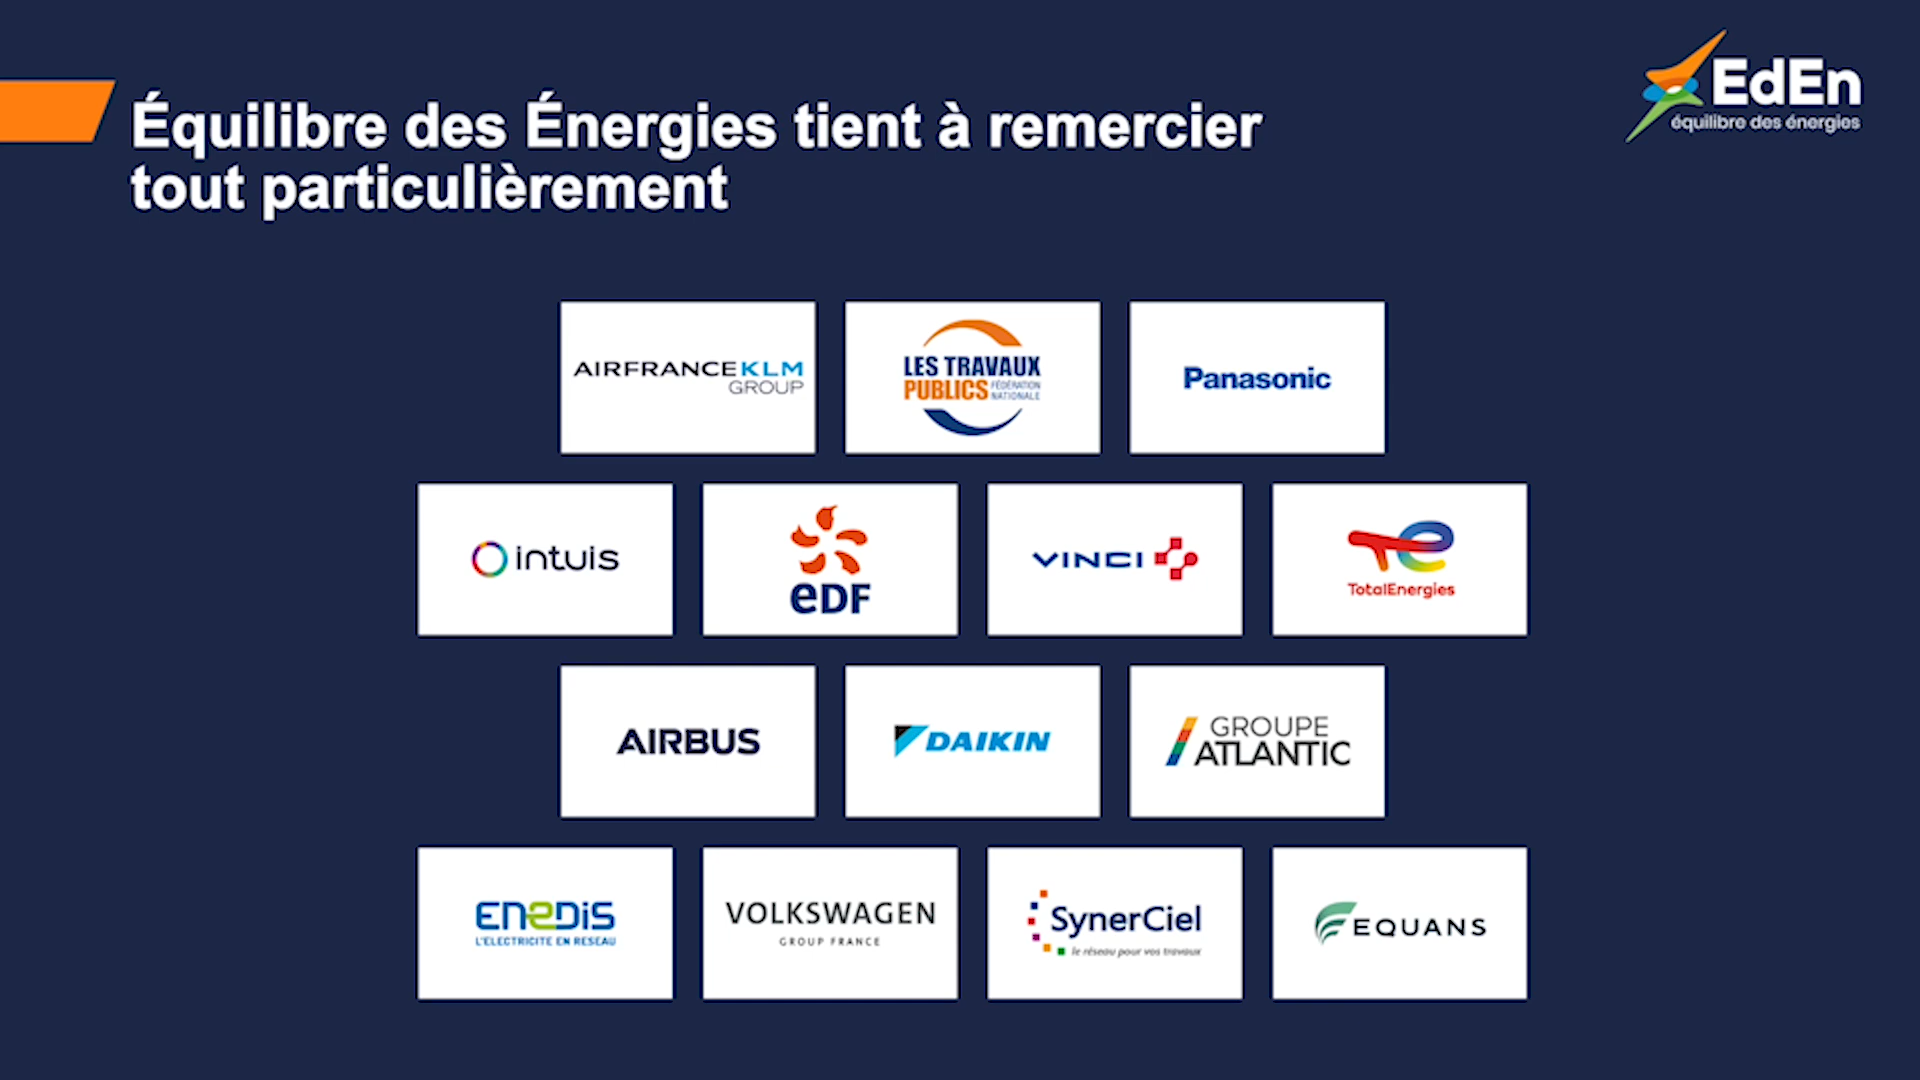 Équilibre des Énergies tient à remercier
tout particulièrement
EdEn
équilibre des énergies
AIRFRANCEKLM
GROUP
LES TRAVAUX
PUBLICS FÉDÉRATION
NATIONALE
Panasonic
intuis
eDF
VINCI
TotalEnergies
AIRBUS
DAIKIN
GROUPE
ATLANTIC
ENEDIS
L'ELECTRICITE EN RESEAU
VOLKSWAGEN
GROUP FRANCE
SynerCiel
le réseau pour vos travaux
EQUANS